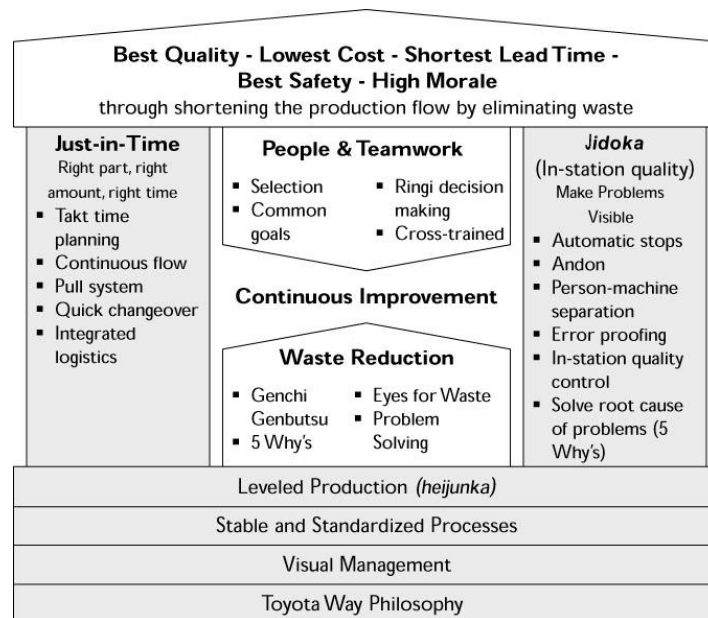 Best Quality - Lowest Cost - Shortest Lead Time -
Best Safety - High Morale
through shortening the production flow by eliminating waste
Just-in-Time
Right part, right
amount, right time
▪ Takt time
planning
▪ Continuous flow
▪ Pull system
▪ Quick changeover
▪ Integrated
logistics
People & Teamwork
▪ Selection
▪ Common
goals
▪ Ringi decision
making
▪ Cross-trained
Continuous Improvement
Waste Reduction
▪ Genchi
Genbutsu
▪ 5 Why's
▪ Eyes for Waste
▪ Problem
Solving
Jidoka
(In-station quality)
Make Problems
Visible
▪ Automatic stops
▪ Andon
▪ Person-machine
separation
▪ Error proofing
▪ In-station quality
control
▪ Solve root cause
of problems (5
Why's)
Leveled Production (heijunka)
Stable and Standardized Processes
Visual Management
Toyota Way Philosophy